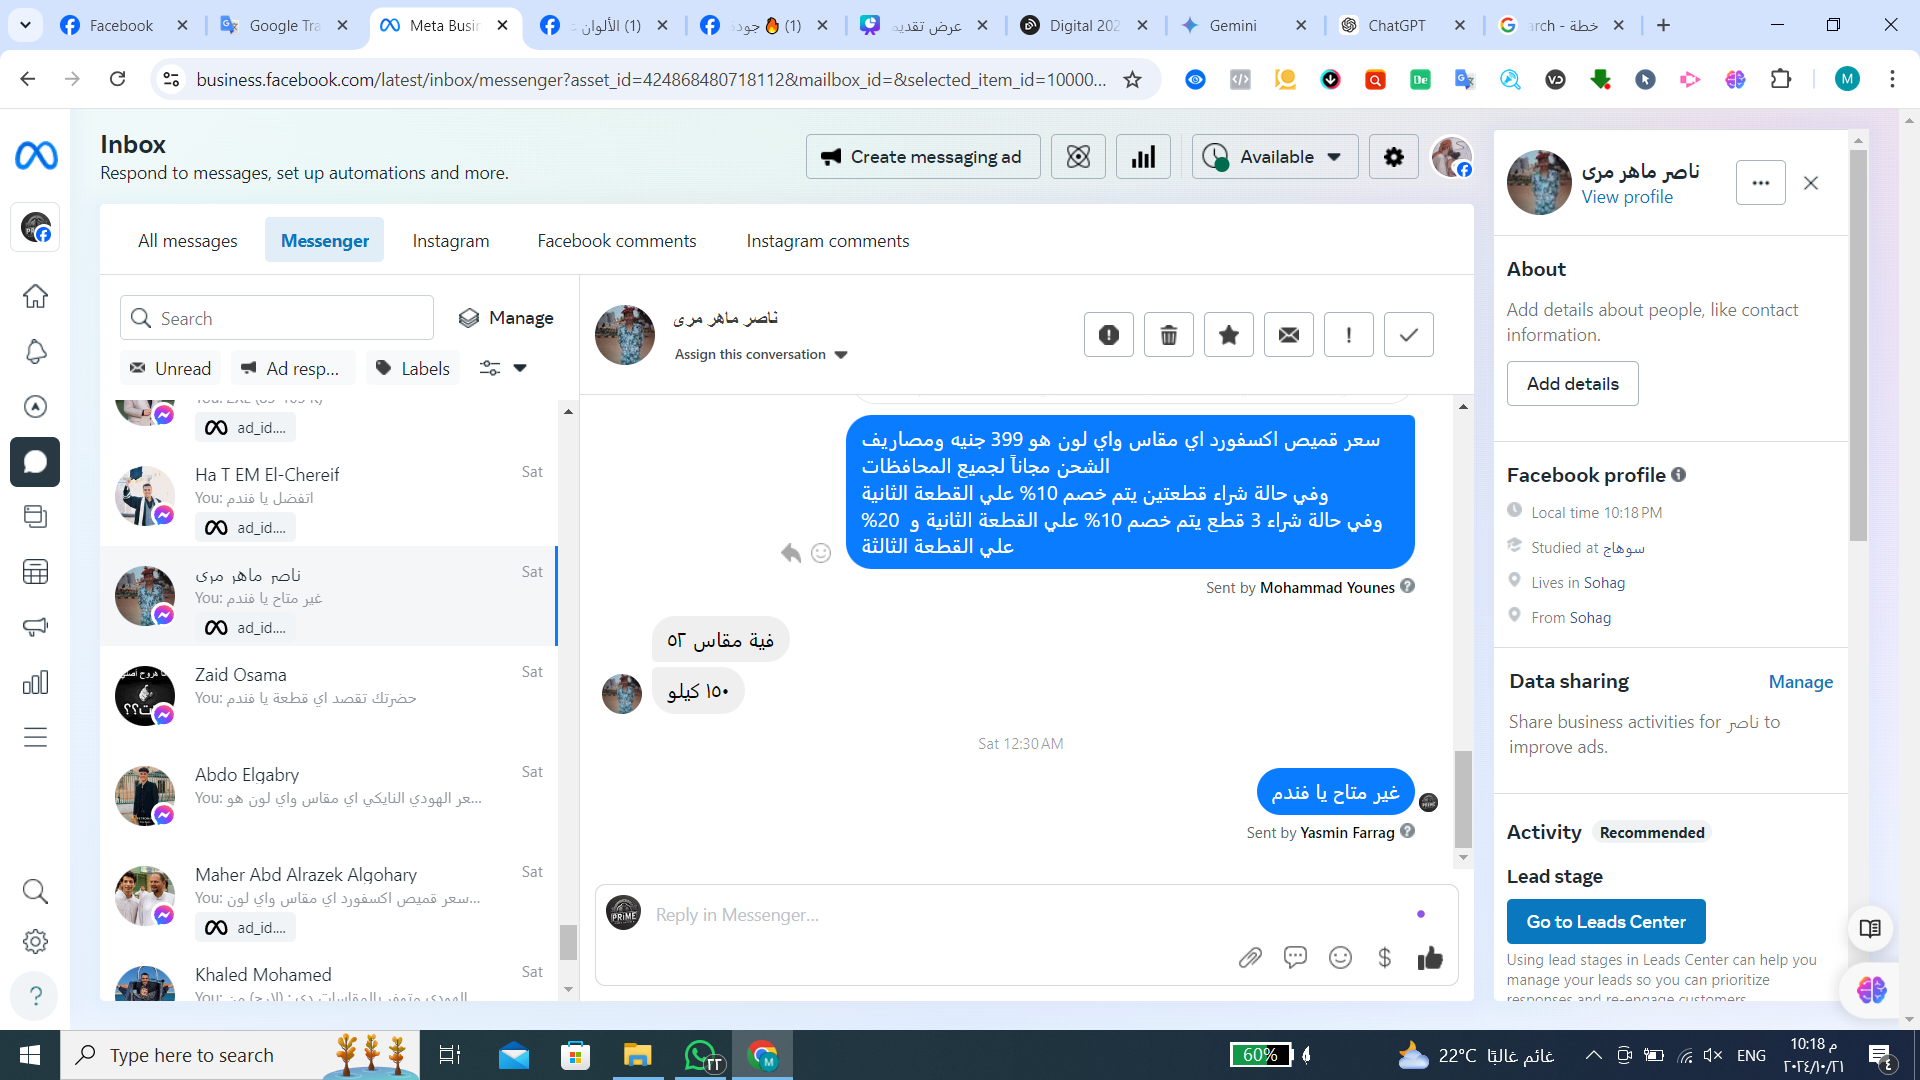 Facebook
Google Tra
Meta Busin
(1) الألوان
(1) 🔥 جودة
عرض تقديم
Digital 202
Gemini
ChatGPT
خطة - arch
business.facebook.com/latest/inbox/messenger?asset_id=424868480718112&mailbox_id=&selected_item_id=10000...
M
Inbox
Respond to messages, set up automations and more.
Create messaging ad
Available
All messages
Messenger
Instagram
Facebook comments
Instagram comments
Search
Manage
Unread
Ad resp...
Labels
ad_id....
Ha T EM El-Chereif
Sat
You: اتفضل يا فندم
ad_id....
ناصر ماهر مرى
Sat
You: غير متاح يا فندم
ad_id....
Zaid Osama
Sat
You: حضرتك تقصد اي قطعة يا فندم
Abdo Elgabry
Sat
You: عر الهودي النايكي اي مقاس واي لون هو...
Maher Abd Alrazek Algohary
Sat
You: سعر قميص اكسفورد اي مقاس واي لون...
ad_id....
Khaled Mohamed
Sat
ناصر ماهر مرى
Assign this conversation
سعر قميص اكسفورد اي مقاس واي لون هو 399 جنيه ومصاريف
الشحن مجاناً لجميع المحافظات
وفي حالة شراء قطعتين يتم خصم 10% علي القطعة الثانية
وفي حالة شراء 3 قطع يتم خصم 10% علي القطعة الثانية و 20%
علي القطعة الثالثة
Sent by Mohammad Younes
فية مقاس ٥٢
١٥٠ كيلو
Sat 12:30 AM
غير متاح يا فندم
Sent by Yasmin Farrag
PRIME
Reply in Messenger...
ناصر ماهر مرى
View profile
About
Add details about people, like contact
information.
Add details
Facebook profile
Local time 10:18 PM
Studied at سوهاج
Lives in Sohag
From Sohag
Data sharing
Manage
Share business activities for ناصر to
improve ads.
Activity
Recommended
Lead stage
Go to Leads Center
Using lead stages in Leads Center can help you
manage your leads so you can prioritize
responses and re-engage customers
Type here to search
٢٣
60%
22°C غائم غالبًا
ENG
10:18 م
٢٠٢٤/١٠/٢١
٤